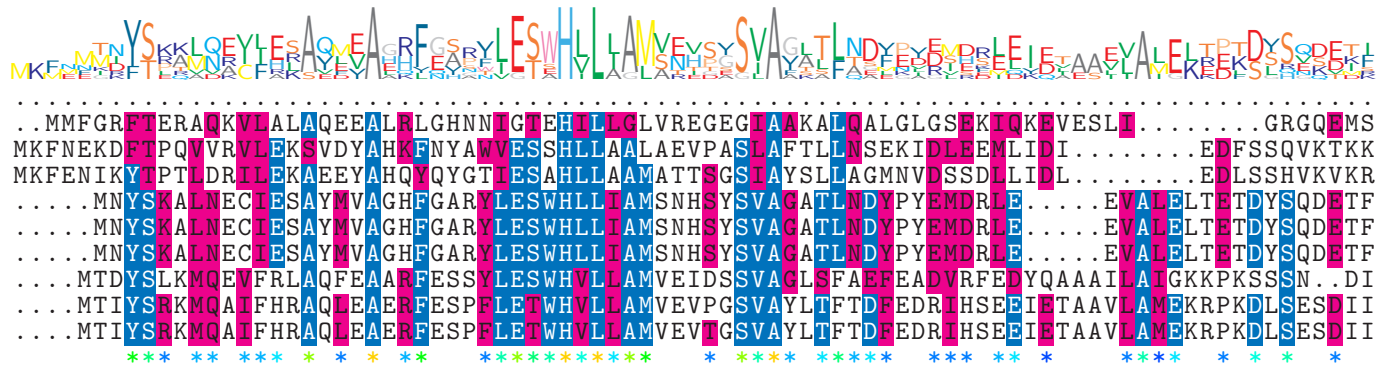 .....................................................................................
..MMFGRFTERAQKVLALAQEEALRLGHNNIGTEHILLGLVREGEGIAAKALQALGLGSEKIQKEVESLI........GRGQEMS
MKFNEKDFTPQVVRVLEKSVDYAHKFNYAWVESSHLLAALAEVPASLAFTLLNSEKIDLEEMLIDI........EDFSSQVKTKK
MKFENIKYTPTLDRILEKAEEYAHQYQYGTIESAHLLAAMATTSGSIAYSLLAGMNVDSSDLLIDL........EDLSSHVKVKR
.....MNYSKALNECIESAYMVAGHFGARYLESWHLLIAMSNHSYSVAGATLNDYPYEMDRLE.....EVALELTETDYSQDETF
.....MNYSKALNECIESAYMVAGHFGARYLESWHLLIAMSNHSYSVAGATLNDYPYEMDRLE.....EVALELTETDYSQDETF
.....MNYSKALNECIESAYMVAGHFGARYLESWHLLIAMSNHSYSVAGATLNDYPYEMDRLE.....EVALELTETDYSQDETF
....MTDYSLKMQEVFRLAQFEAARFESSYLESWHVLLAMVEIDSSVAGLSFAEFEADVRFEDYQAAAILAIGKKPKSSSN..DI
....MTIYSRKMQAIFHRAQLEAERFESPFLETWHVLLAMVEVPGSVAYLTFTDFEDRIHSEEIETAAVLAMEKRPKDLSESDII
....MTIYSRKMQAIFHRAQLEAERFESPFLETWHVLLAMVEVTGSVAYLTFTDFEDRIHSEEIETAAVLAMEKRPKDLSESDII